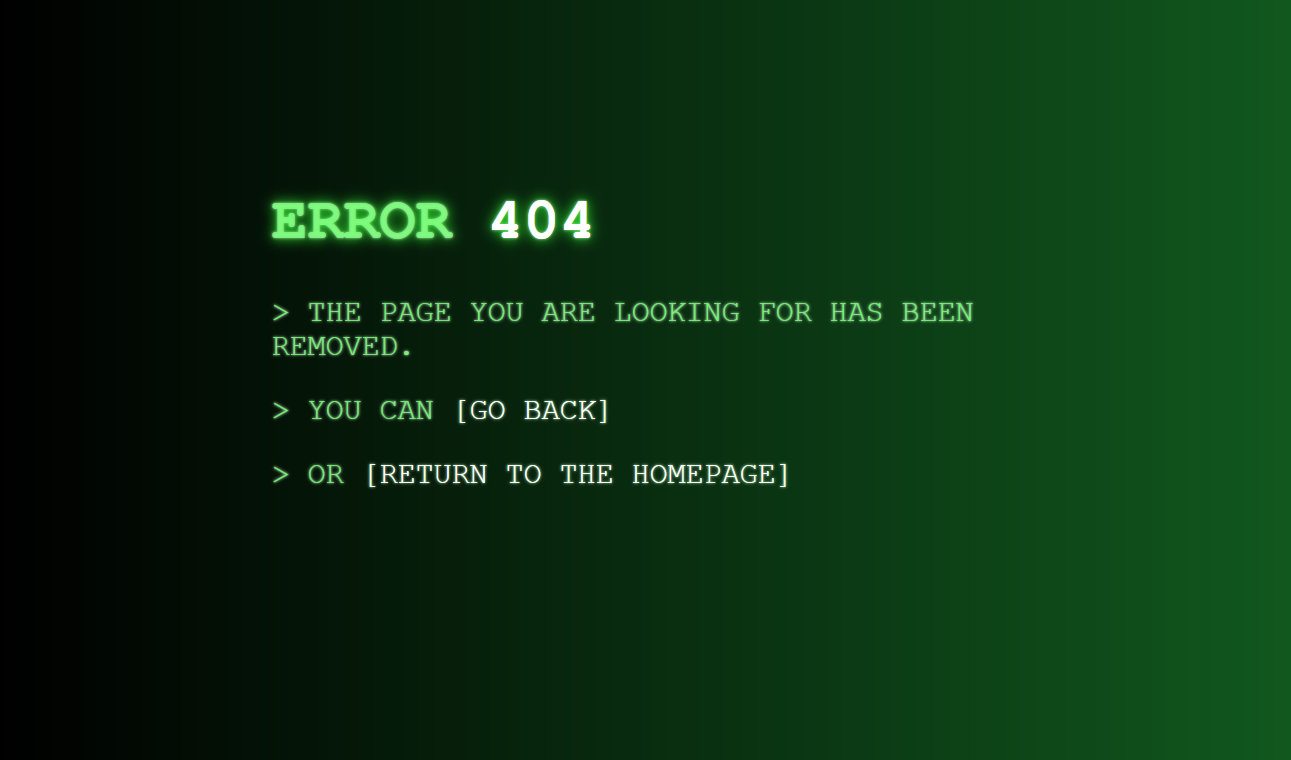 ERROR 404
> THE PAGE YOU ARE LOOKING FOR HAS BEEN
REMOVED.
> YOU CAN [GO BACK]
> OR [RETURN TO THE HOMEPAGE]